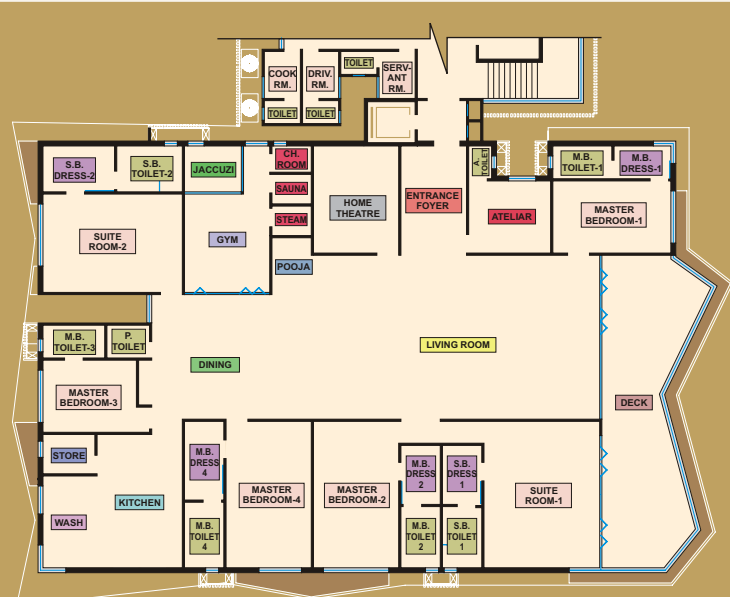 TOILET
COOK
RM.
DRIV.
RM.
SERV-
ANT
RM.
TOILET
TOILET
S.B.
DRESS-2
S.B.
TOILET-2
JACCUZI
CH.
ROOM
SAUNA
STEAM
HOME
THEATRE
ENTRANCE
FOYER
A.
TOILET
ATELIAR
M.B.
TOILET-1
M.B.
DRESS-1
MASTER
BEDROOM-1
SUITE
ROOM-2
GYM
POOJA
M.B.
TOILET-3
P.
TOILET
DINING
LIVING ROOM
MASTER
BEDROOM-3
DECK
STORE
M.B.
DRESS
4
M.B.
DRESS
2
S.B.
DRESS
1
MASTER
BEDROOM-4
MASTER
BEDROOM-2
SUITE
ROOM-1
KITCHEN
WASH
M.B.
TOILET
4
M.B.
TOILET
2
S.B.
TOILET
1